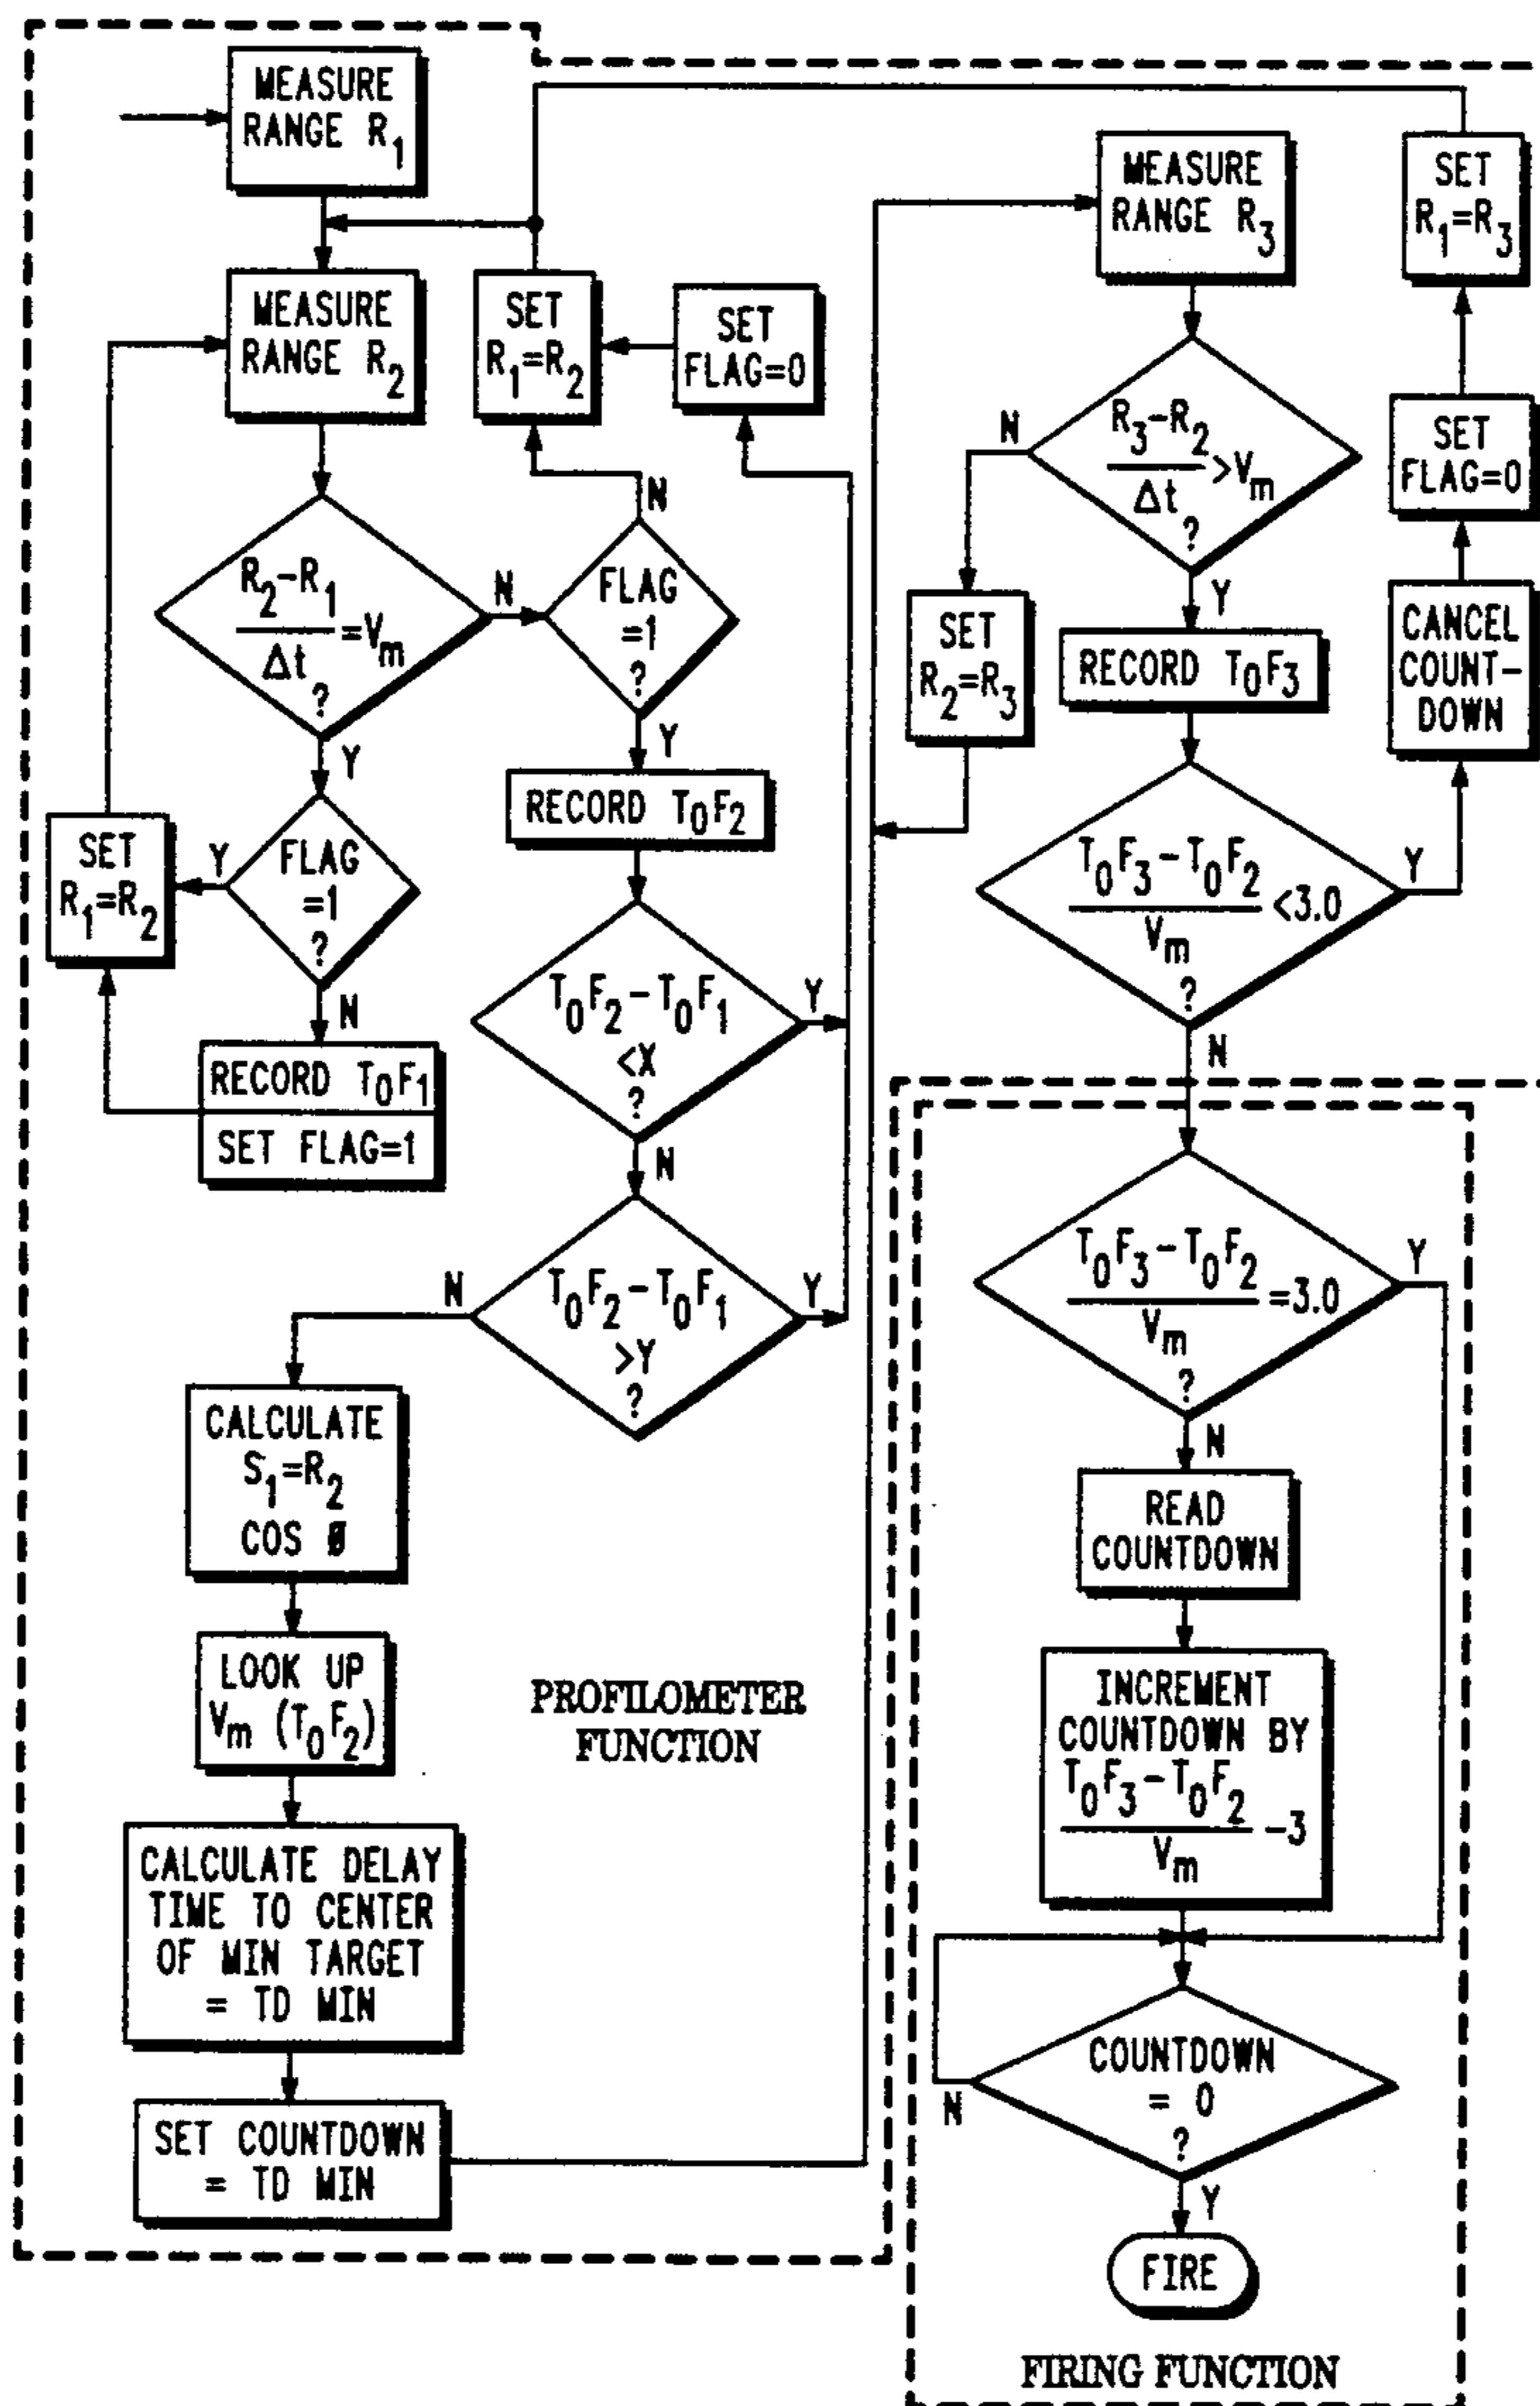 MEASURE
RANGE R1
MEASURE
RANGE R2
R2-R1
Δt
=Vm
?
N
Y
FLAG
=1
?
Y
N
SET
R1=R2
RECORD T0F1
SET FLAG=1
SET
R1=R2
SET
FLAG=0
N
FLAG
=1
?
Y
RECORD T0F2
T0F2-T0F1
<X
?
Y
N
T0F2-T0F1
>Y
?
Y
N
CALCULATE
S1=R2
COS Ø
LOOK UP
Vm (T0F2)
CALCULATE DELAY
TIME TO CENTER
OF MIN TARGET
= TD MIN
SET COUNTDOWN
= TD MIN
PROFILOMETER
FUNCTION
MEASURE
RANGE R3
R3-R2
Δt
>Vm
?
N
Y
SET
R2=R3
RECORD T0F3
T0F3-T0F2
Vm
<3.0
?
Y
N
CANCEL
COUNT-
DOWN
SET
FLAG=0
SET
R1=R3
T0F3-T0F2
Vm
=3.0
?
Y
N
READ
COUNTDOWN
INCREMENT
COUNTDOWN BY
T0F3-T0F2
Vm
-3
COUNTDOWN
= 0
?
N
Y
FIRE
FIRING FUNCTION